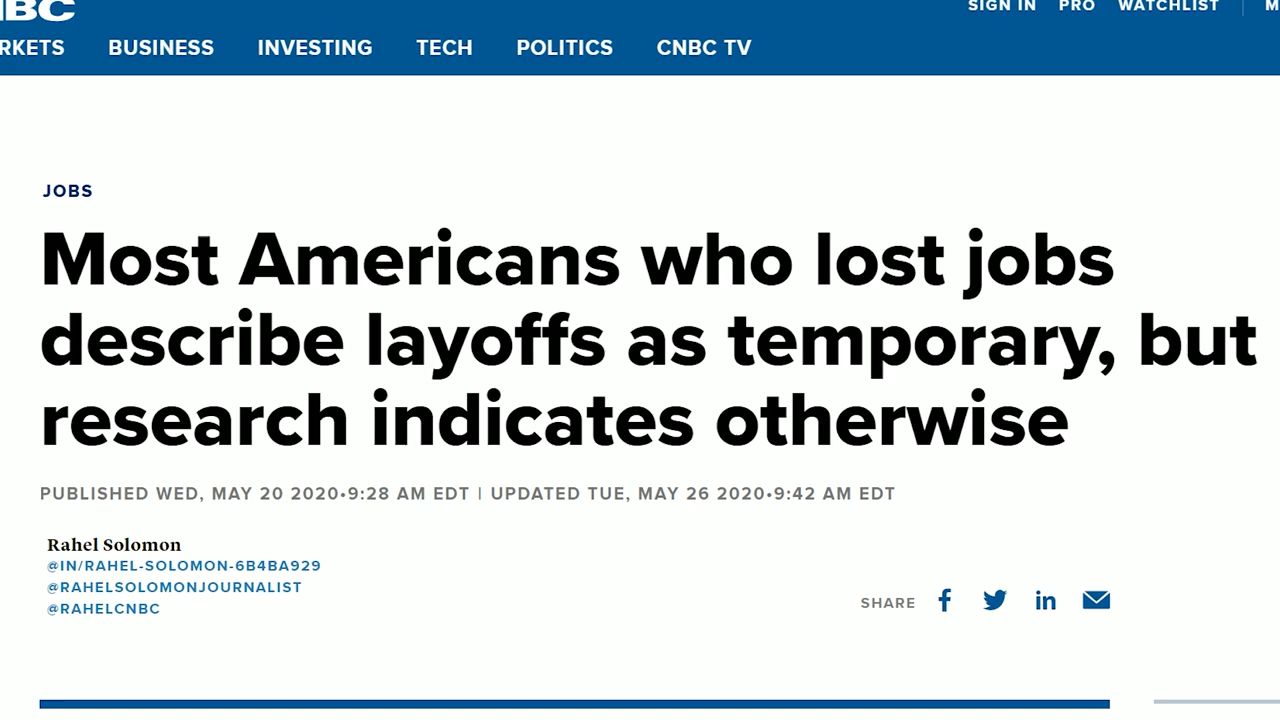 NBC
SIGN IN PRO WATCHLIST
RKETS BUSINESS INVESTING TECH POLITICS CNBC TV
JOBS
Most Americans who lost jobs
describe layoffs as temporary, but
research indicates otherwise
PUBLISHED WED, MAY 20 2020•9:28 AM EDT | UPDATED TUE, MAY 26 2020•9:42 AM EDT
Rahel Solomon
@IN/RAHEL-SOLOMON-6B4BA929
@RAHELSOLOMONJOURNALIST
@RAHELCNBC
SHARE